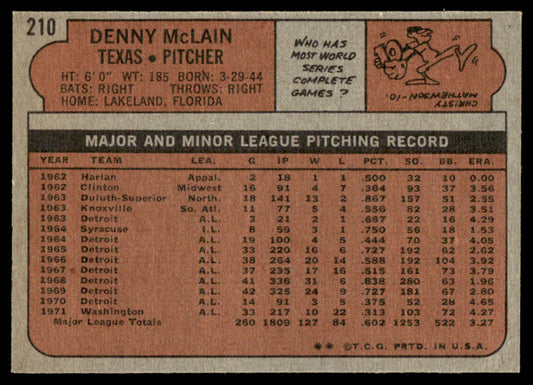 210
DENNY McLAIN
TEXAS • PITCHER
HT: 6' 0" WT: 185 BORN: 3-29-44
BATS: RIGHT THROWS: RIGHT
HOME: LAKELAND, FLORIDA
WHO HAS
MOST WORLD
SERIES
COMPLETE
GAMES?
CHRISTY
MATHEWSON-10
MAJOR AND MINOR LEAGUE PITCHING RECORD
YEAR TEAM LEA. G IP W L PCT. SO. BB. ERA.
1962 Harlan Appal. 2 18 1 1 .500 32 10 0.00
1962 Clinton Midwest 16 91 4 7 .364 93 37 3.56
1963 Duluth-Superior North. 18 141 13 2 .867 157 51 2.55
1963 Knoxville So. Atl. 11 77 5 4 .556 82 28 3.51
1963 Detroit A.L. 3 21 2 1 .667 22 16 4.29
1964 Syracuse I.L. 8 59 3 1 .750 56 18 1.53
1964 Detroit A.L. 19 100 4 5 .444 70 37 4.05
1965 Detroit A.L. 33 220 16 6 .727 192 62 2.62
1966 Detroit A.L. 38 264 20 14 .588 192 104 3.92
1967 Detroit A.L. 37 235 17 16 .515 161 73 3.79
1968 Detroit A.L. 41 336 31 6 .838 280 63 1.96
1969 Detroit A.L. 42 325 24 9 .727 181 67 2.80
1970 Detroit A.L. 14 91 3 5 .375 52 28 4.65
1971 Washington A.L. 33 217 10 22 .313 103 72 4.27
Major League Totals 260 1809 127 84 .602 1253 522 3.27
** ©T.C.G. PRTD. IN U.S.A.